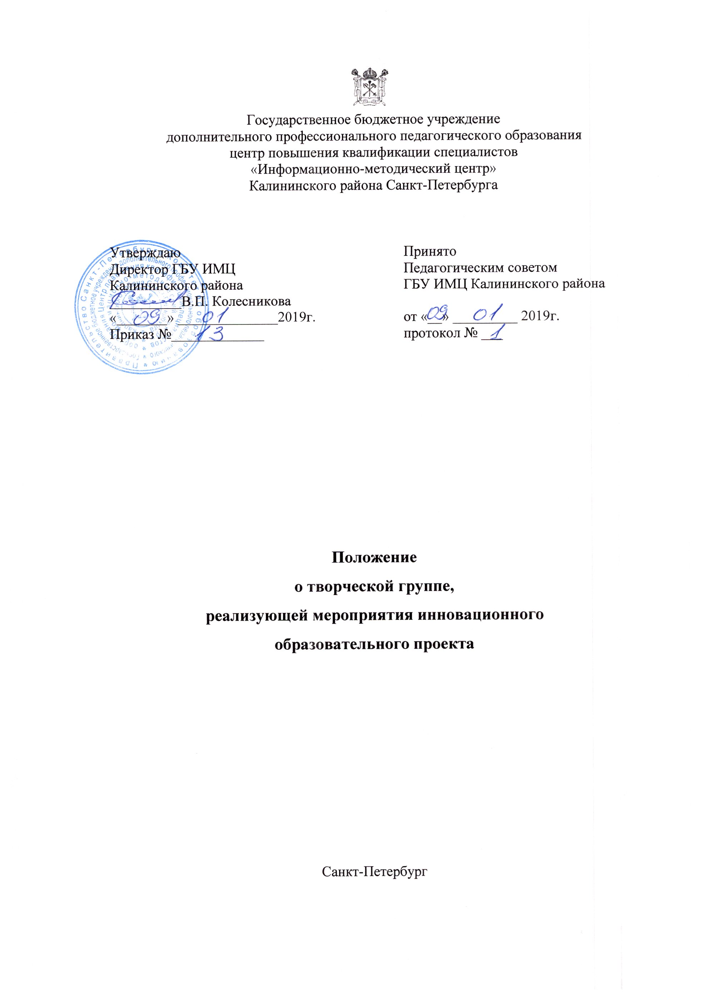 Государственное бюджетное учреждение
дополнительного профессионального педагогического образования
центр повышения квалификации специалистов
«Информационно-методический центр»
Калининского района Санкт-Петербурга
Утверждаю
Директор ГБУ ИМЦ
Калининского района
В.П. Колесникова
«09» 01 2019г.
Приказ № 13
Принято
Педагогическим советом
ГБУ ИМЦ Калининского района
от «09» 01 2019г.
протокол № 1
Положение
о творческой группе,
реализующей мероприятия инновационного
образовательного проекта
Санкт-Петербург